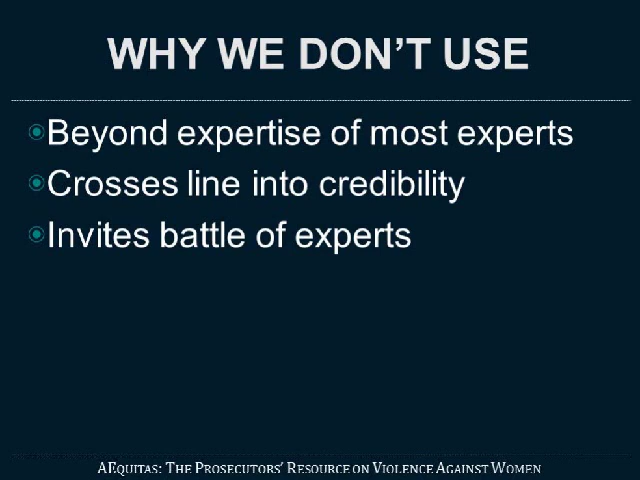 WHY WE DON’T USE
Beyond expertise of most experts
Crosses line into credibility
Invites battle of experts
AEQUITAS: THE PROSECUTORS’ RESOURCE ON VIOLENCE AGAINST WOMEN